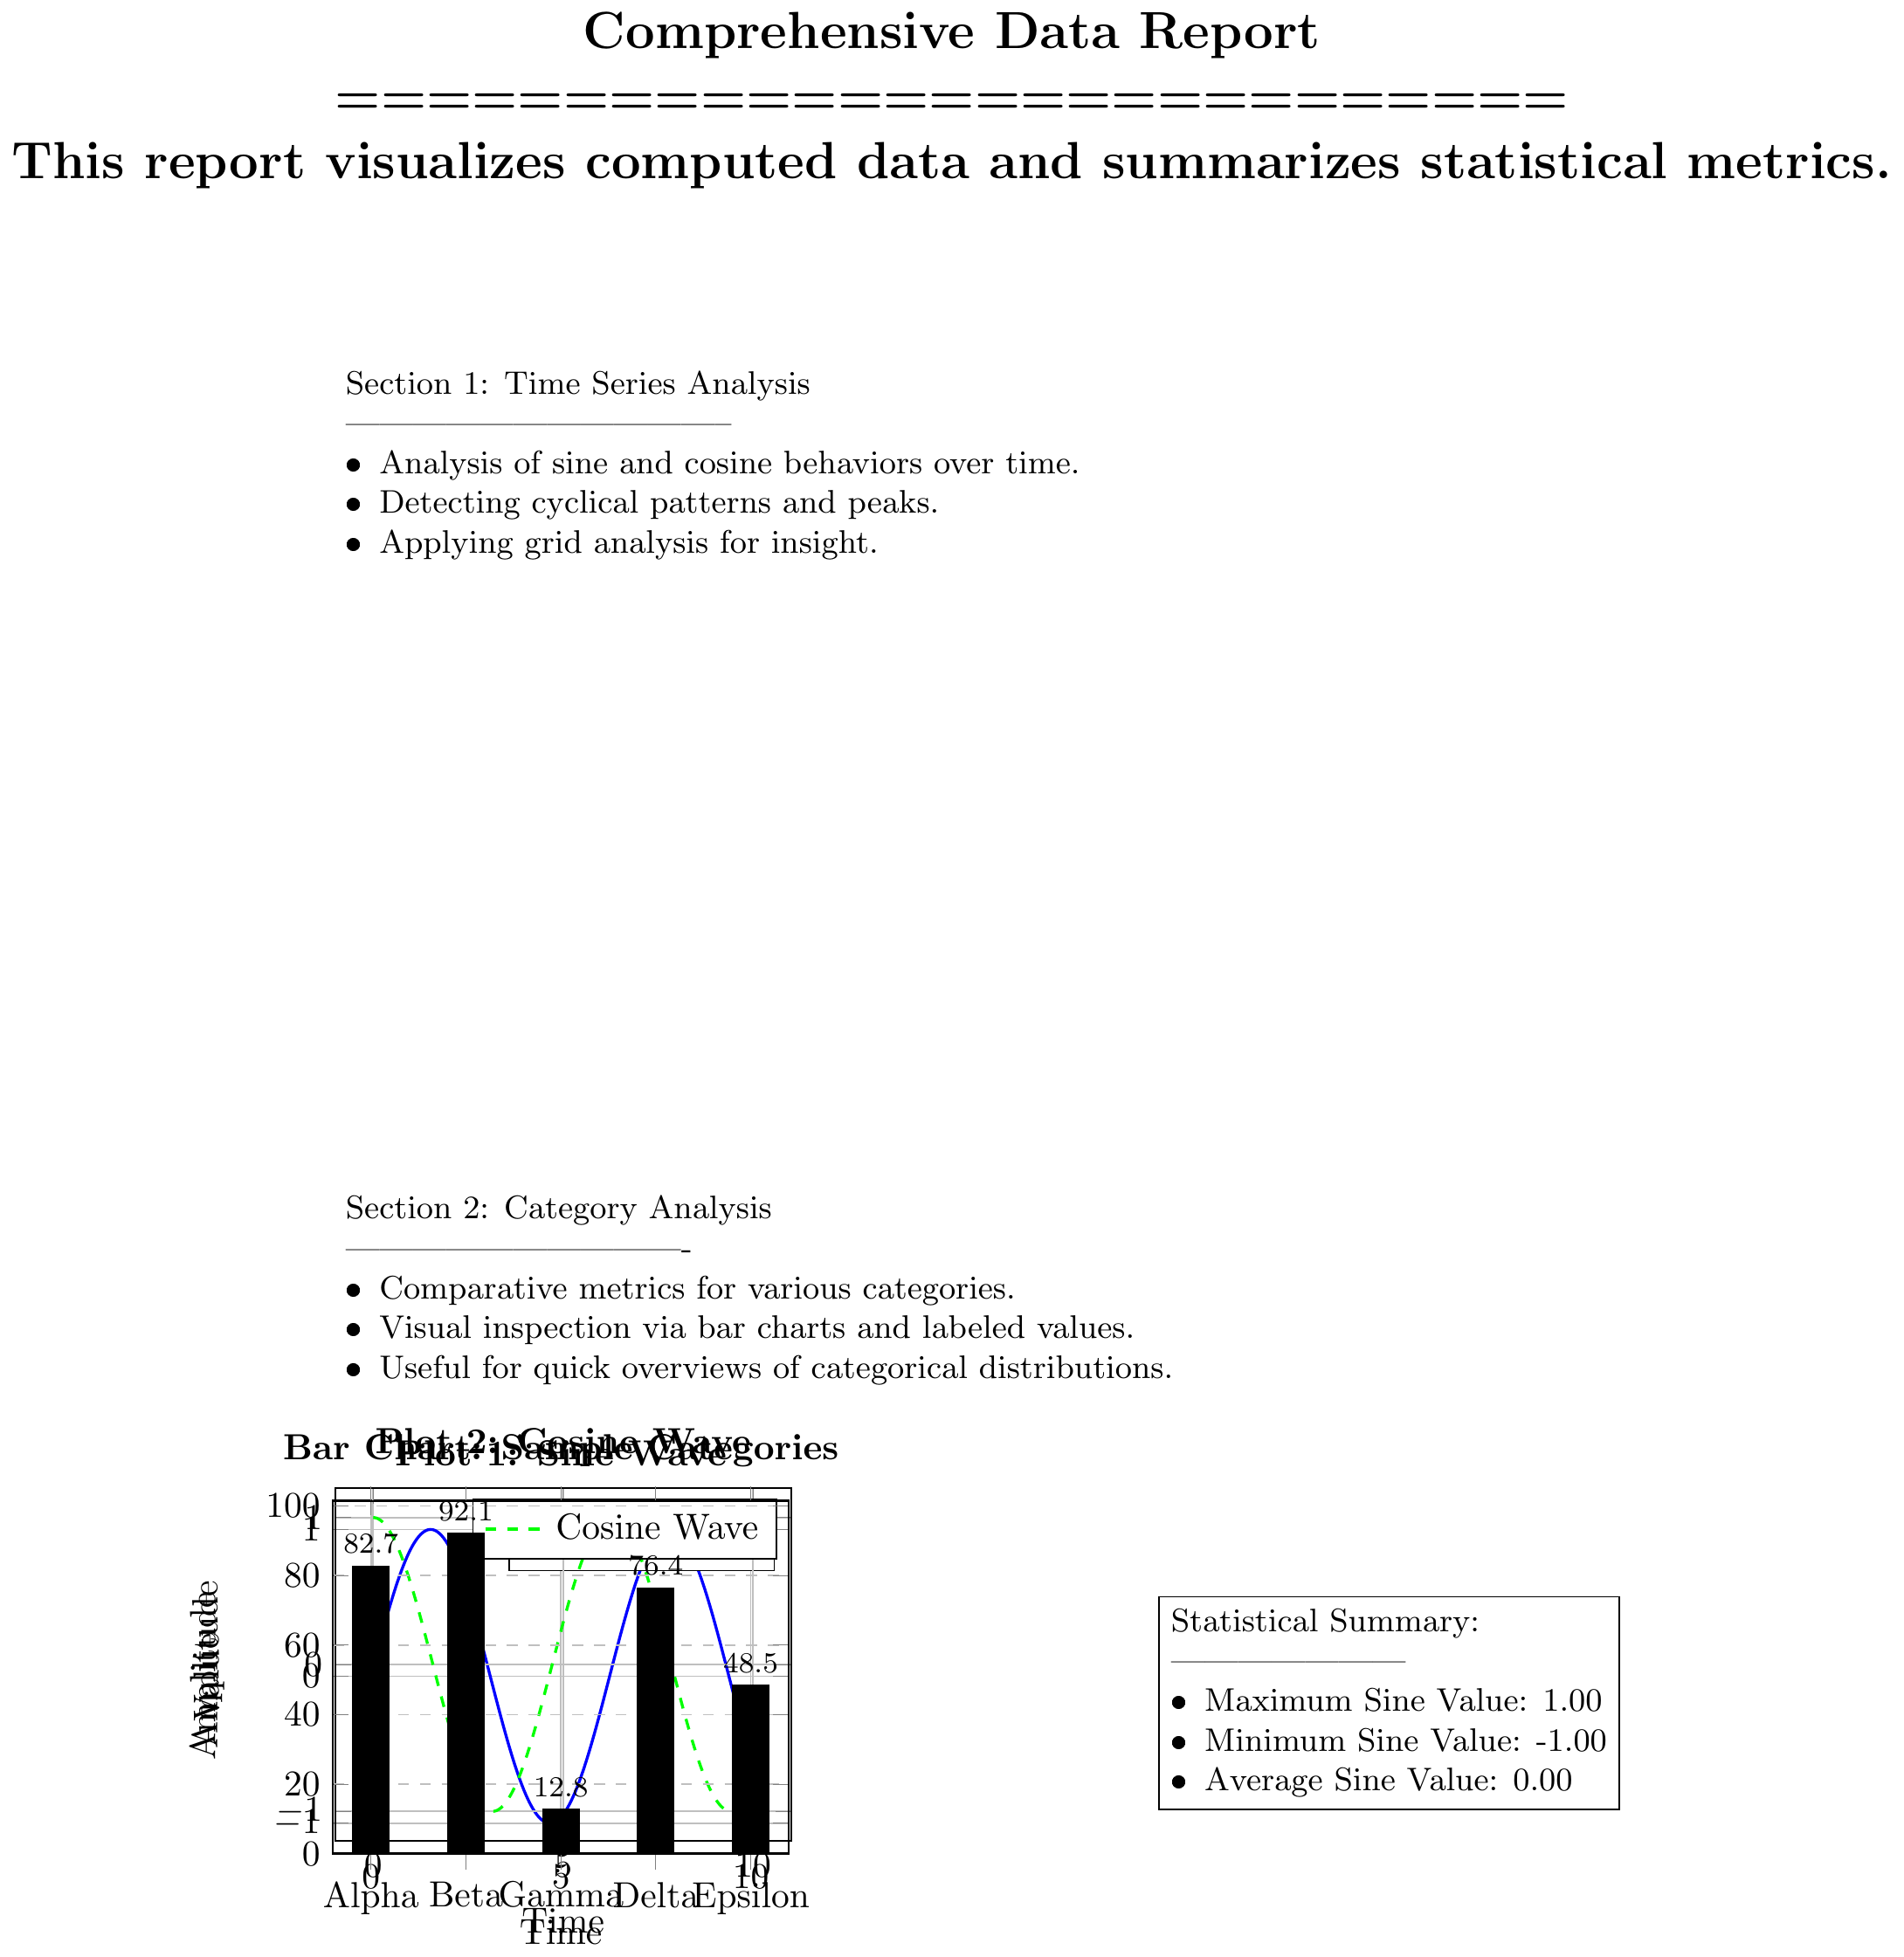 Comprehensive Data Report
===========================
This report visualizes computed data and summarizes statistical metrics.
Section 1: Time Series Analysis
• Analysis of sine and cosine behaviors over time.
• Detecting cyclical patterns and peaks.
• Applying grid analysis for insight.
Section 2: Category Analysis
• Comparative metrics for various categories.
• Visual inspection via bar charts and labeled values.
• Useful for quick overviews of categorical distributions.
Plot 2: Cosine Wave
Bar Chart: Sample Categories
Plot 1: Sine Wave
Cosine Wave
100
80
60
40
20
0
1
1
0
0
−1
−1
82.7
92.1
12.8
76.4
48.5
Amplitude
Amplitude
Value
0
5
10
0
5
10
Alpha
Beta
Gamma
Delta
Epsilon
Time
Time
Statistical Summary:
• Maximum Sine Value: 1.00
• Minimum Sine Value: -1.00
• Average Sine Value: 0.00